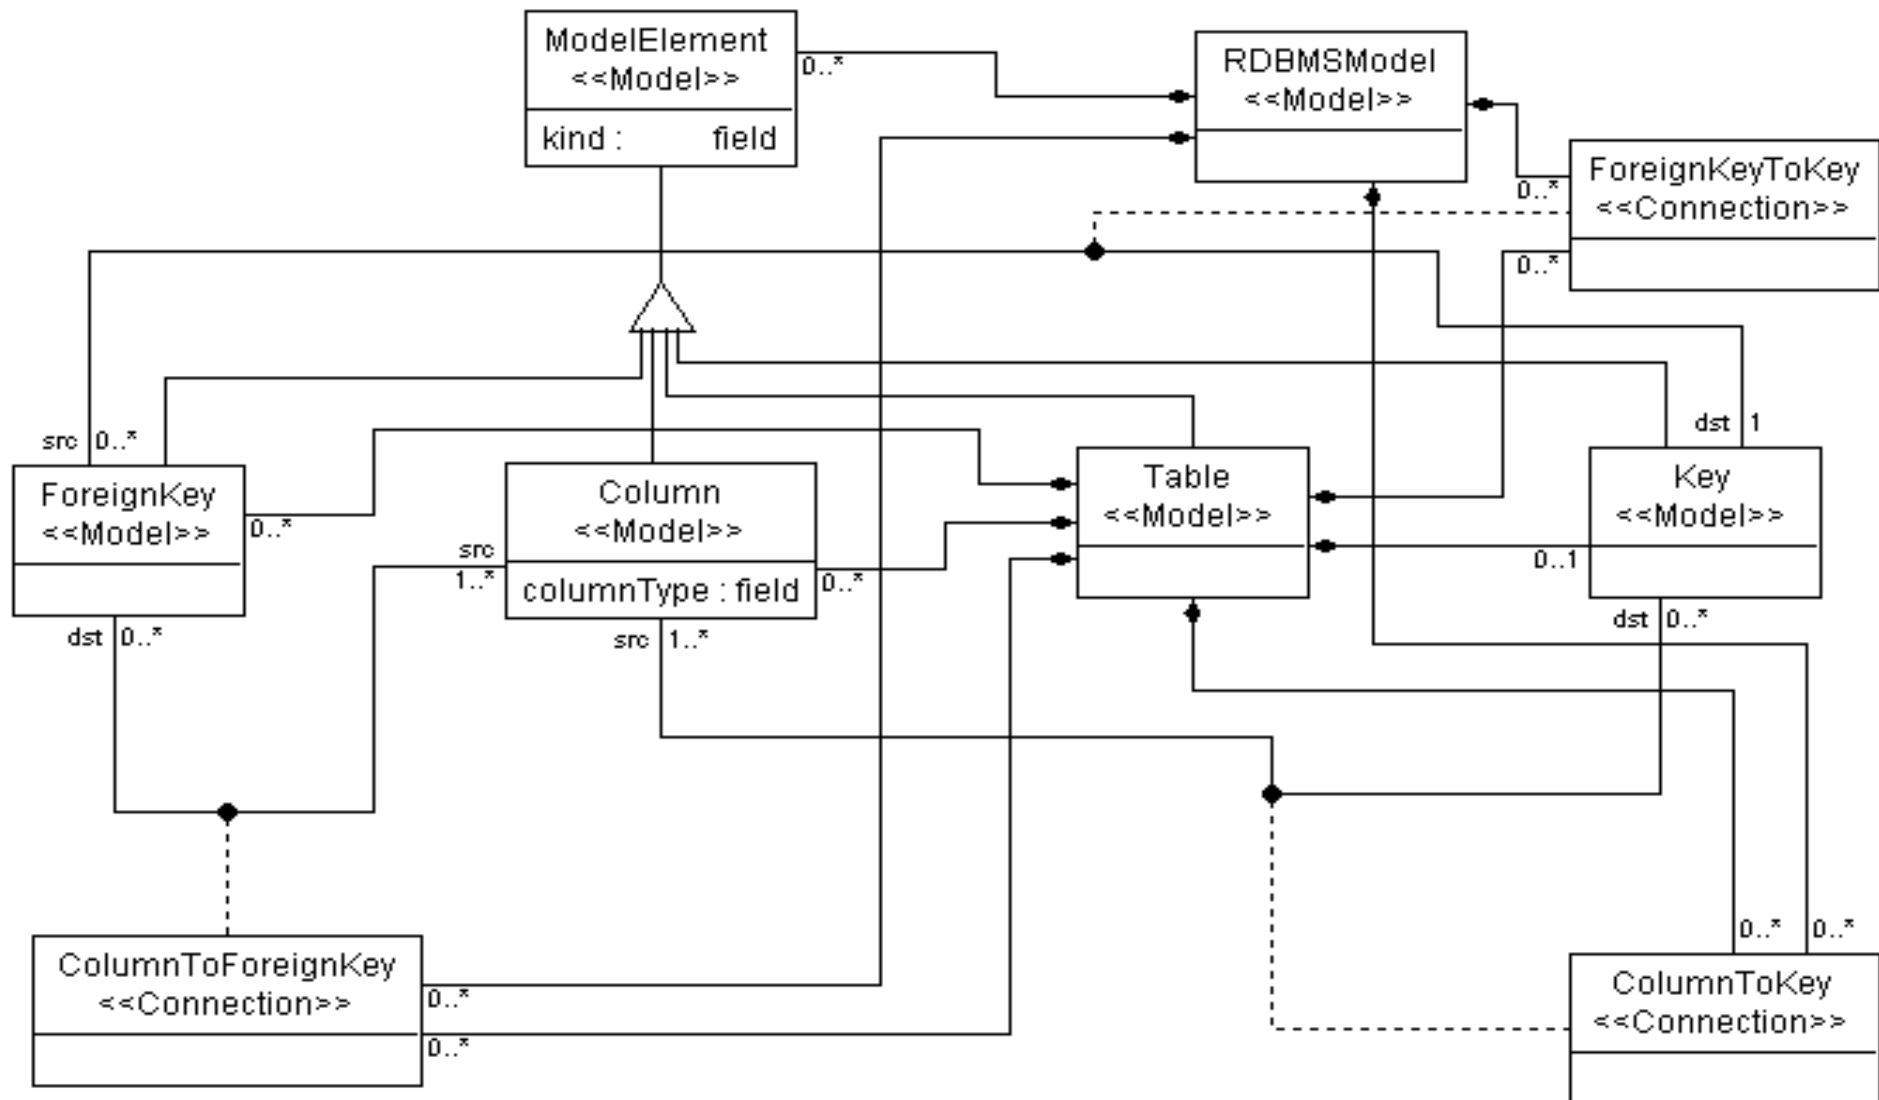 ModelElement
<<Model>>
kind : field
0..*
RDBMSModel
<<Model>>
ForeignKeyToKey
<<Connection>>
0..*
0..*
src 0..*
dst 1
ForeignKey
<<Model>>
0..*
dst 0..*
Column
<<Model>>
columnType : field
src
1..*
0..*
src 1..*
Table
<<Model>>
Key
<<Model>>
0..1
dst 0..*
ColumnToForeignKey
<<Connection>>
0..*
0..*
0..* 0..*
ColumnToKey
<<Connection>>